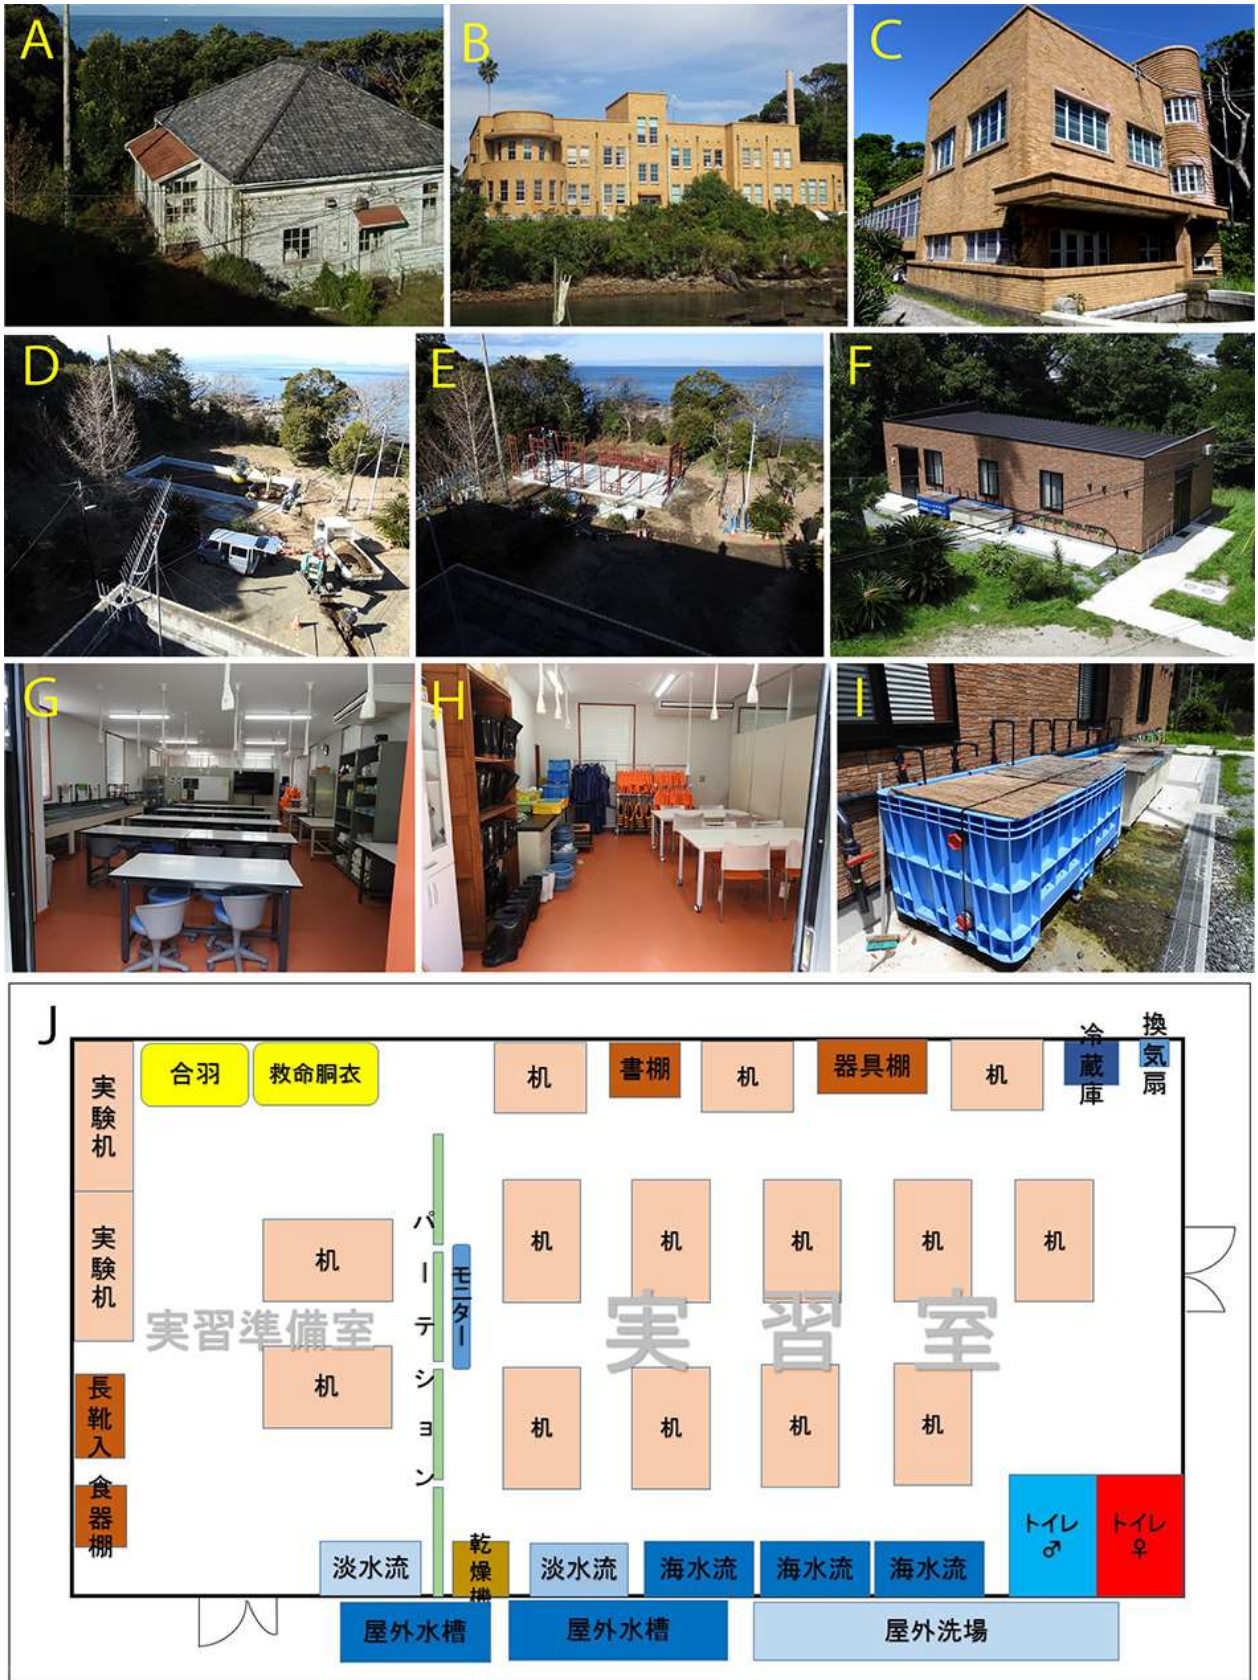 A
B
C
D
E
F
G
H
I
J
実験机
合羽
救命胴衣
机
書棚
机
器具棚
机
冷蔵庫
換気扇
実験机
机
パーテション
モニター
机
机
机
机
机
実習準備室
実習室
机
机
机
机
机
長靴入
食器棚
淡水流
乾燥機
淡水流
海水流
海水流
海水流
トイレ
♂
トイレ
♀
屋外水槽
屋外水槽
屋外洗場